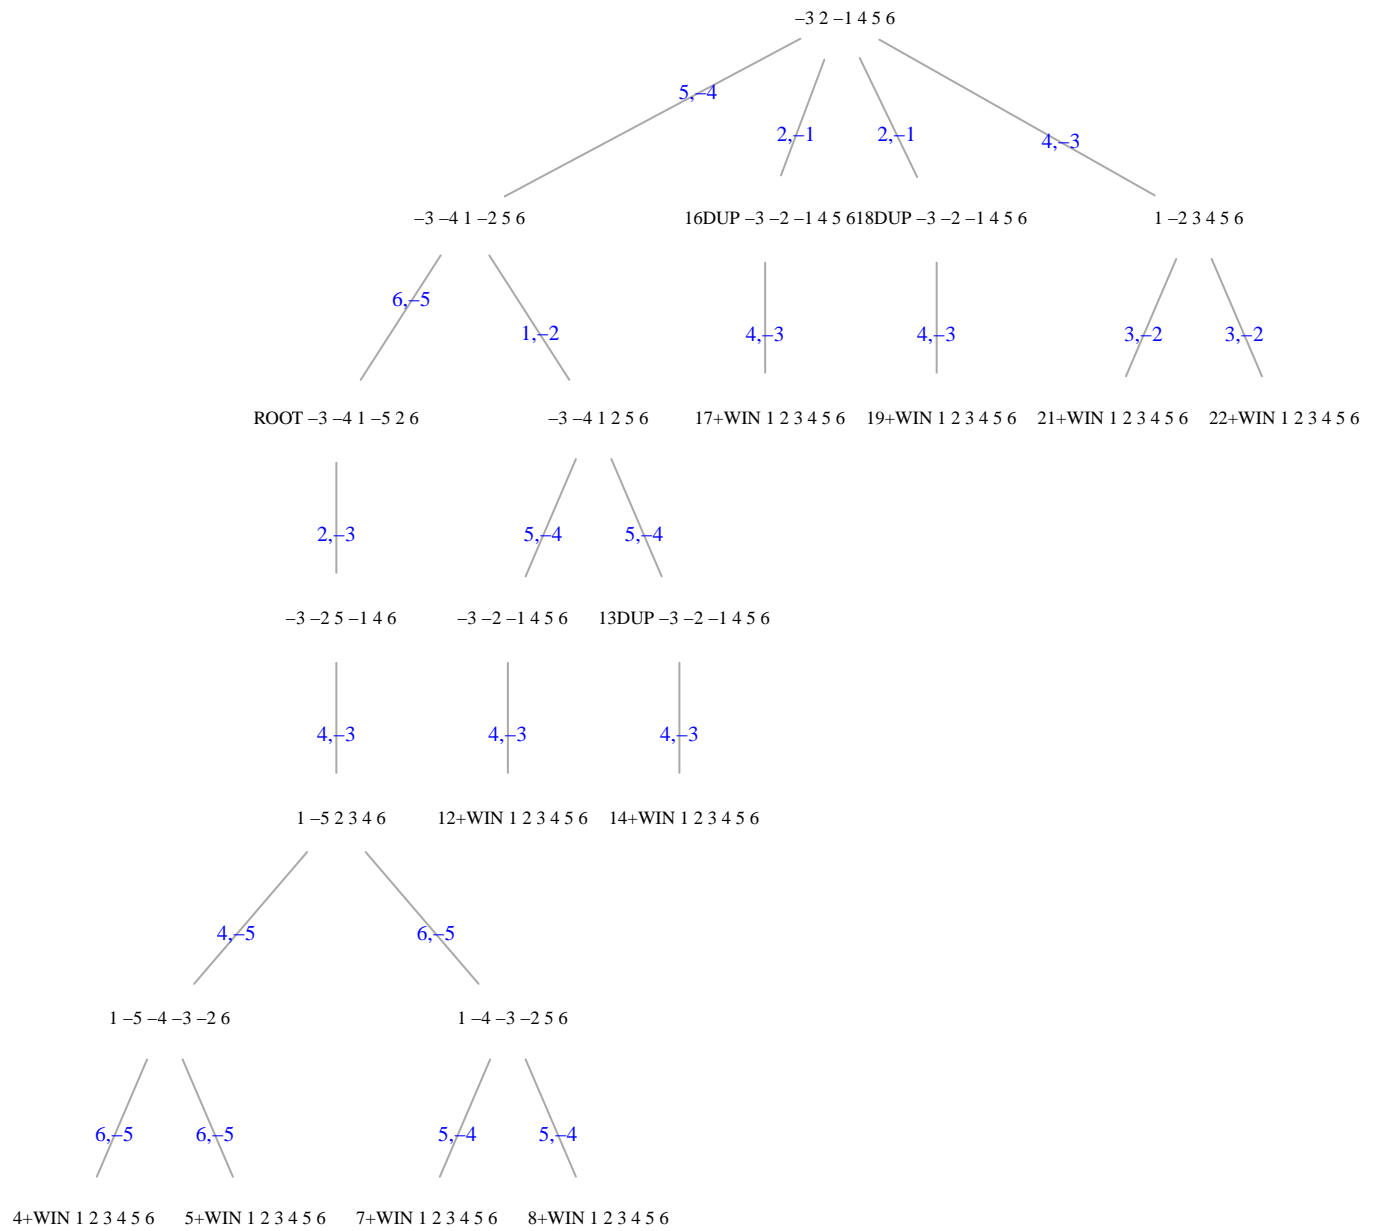 –3 2 –1 4 5 6
5,–4
2,–1
2,–1
4,–3
–3 –4 1 –2 5 6
16DUP –3 –2 –1 4 5 6
18DUP –3 –2 –1 4 5 6
1 –2 3 4 5 6
6,–5
1,–2
4,–3
4,–3
3,–2
3,–2
ROOT –3 –4 1 –5 2 6
–3 –4 1 2 5 6
17+WIN 1 2 3 4 5 6
19+WIN 1 2 3 4 5 6
21+WIN 1 2 3 4 5 6
22+WIN 1 2 3 4 5 6
2,–3
5,–4
5,–4
–3 –2 5 –1 4 6
–3 –2 –1 4 5 6
13DUP –3 –2 –1 4 5 6
4,–3
4,–3
4,–3
1 –5 2 3 4 6
12+WIN 1 2 3 4 5 6
14+WIN 1 2 3 4 5 6
4,–5
6,–5
1 –5 –4 –3 –2 6
1 –4 –3 –2 5 6
6,–5
6,–5
5,–4
5,–4
4+WIN 1 2 3 4 5 6
5+WIN 1 2 3 4 5 6
7+WIN 1 2 3 4 5 6
8+WIN 1 2 3 4 5 6